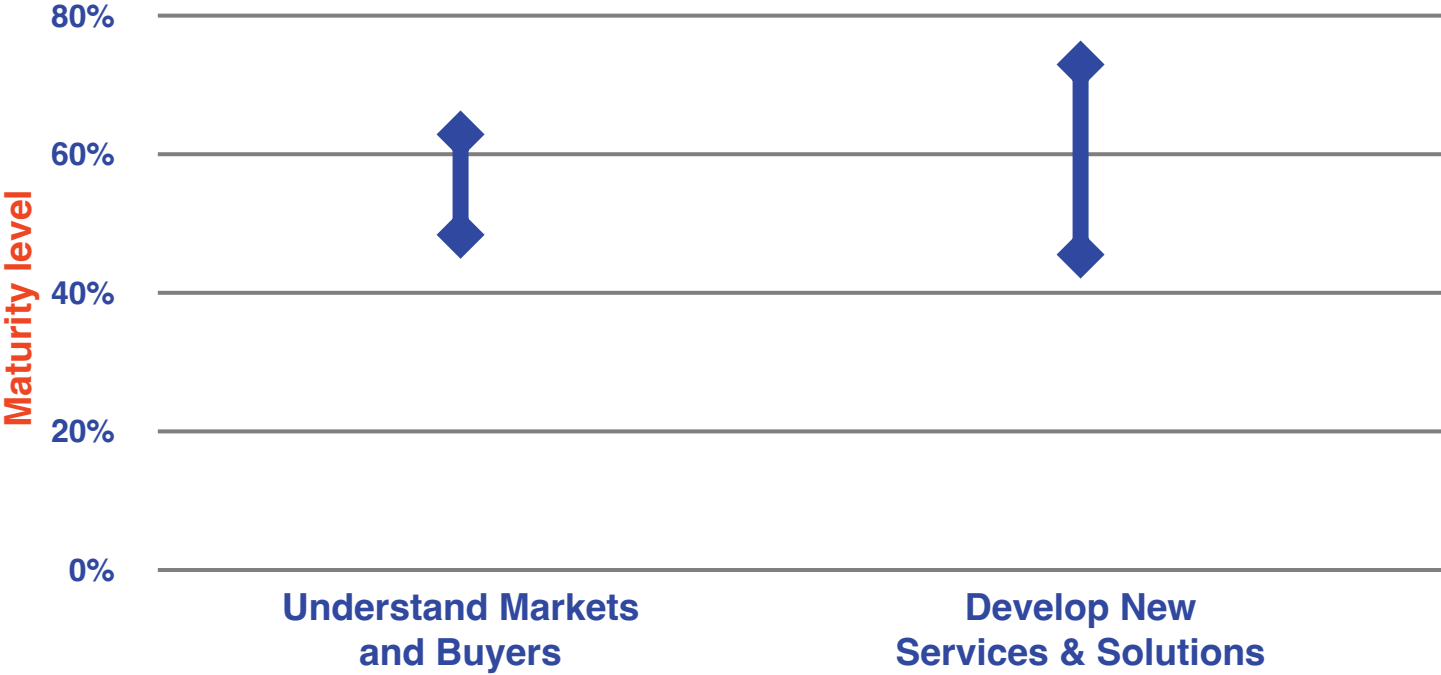 80%
60%
40%
20%
0%
Maturity level
Understand Markets
and Buyers
Develop New
Services & Solutions